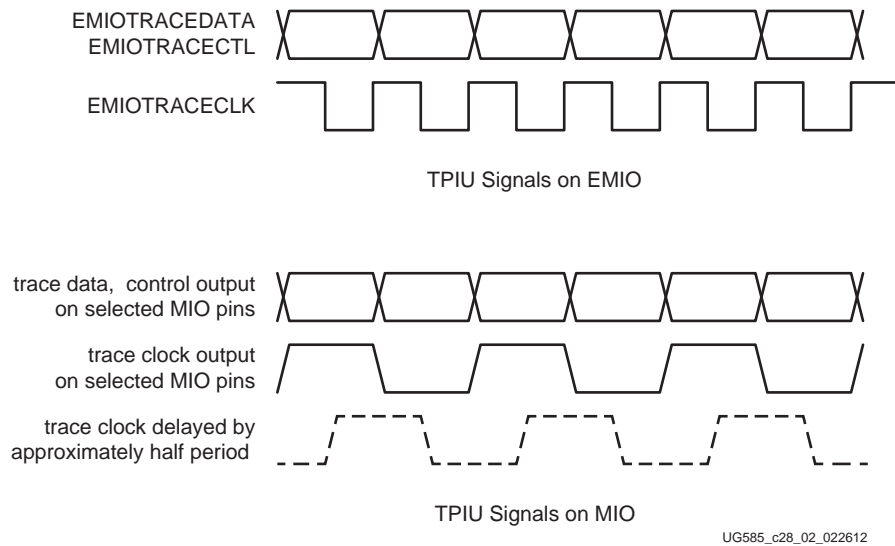 EMIOTRACEDATA
EMIOTRACECTL
EMIOTRACECLK
TPIU Signals on EMIO
trace data, control output
on selected MIO pins
trace clock output
on selected MIO pins
trace clock delayed by
approximately half period
TPIU Signals on MIO
UG585_c28_02_022612